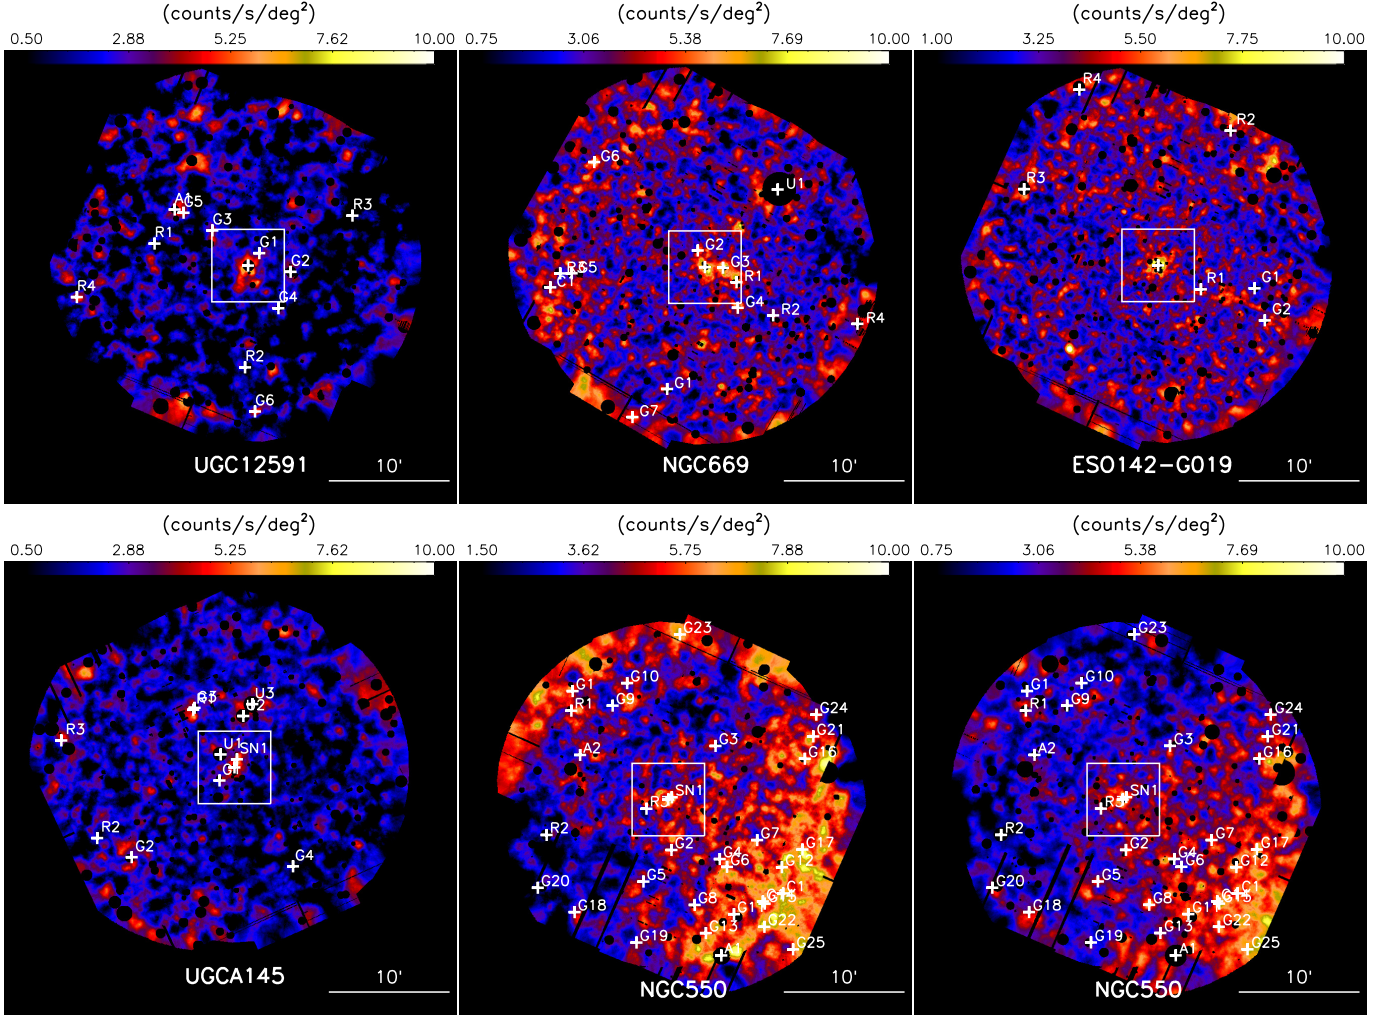 (counts/s/deg²)
0.50 2.88 5.25 7.62 10.00
A1 G5
R3
R1
G3
G1
G2
R4
G4
R2
G6
UGC12591
10'
(counts/s/deg²)
0.75 3.06 5.38 7.69 10.00
G6
U1
G2
G3
R3 G5
R1
C1
G4
R2
R4
G1
G7
NGC669
10'
(counts/s/deg²)
1.00 3.25 5.50 7.75 10.00
R4
R2
R3
R1
G1
G2
ESO142-G019
10'
(counts/s/deg²)
0.50 2.88 5.25 7.62 10.00
U3
R3
U1
SN1
G1
R2
G2
G4
UGCA145
10'
(counts/s/deg²)
1.50 3.62 5.75 7.88 10.00
G23
G10
G1
G9
R1
G24
G21
G3
A2
G16
SN1
R3
R2
G7
G2
G17
G4
G6
G12
G5
G20
C1
G8
G18
G22
G13
G19
A1
G25
NGC550
10'
(counts/s/deg²)
0.75 3.06 5.38 7.69 10.00
G23
G10
G1
G9
R1
G24
G21
G3
A2
G16
SN1
R3
R2
G7
G2
G17
G4
G6
G12
G5
G20
C1
G8
G18
G22
G13
G19
A1
G25
NGC550
10'